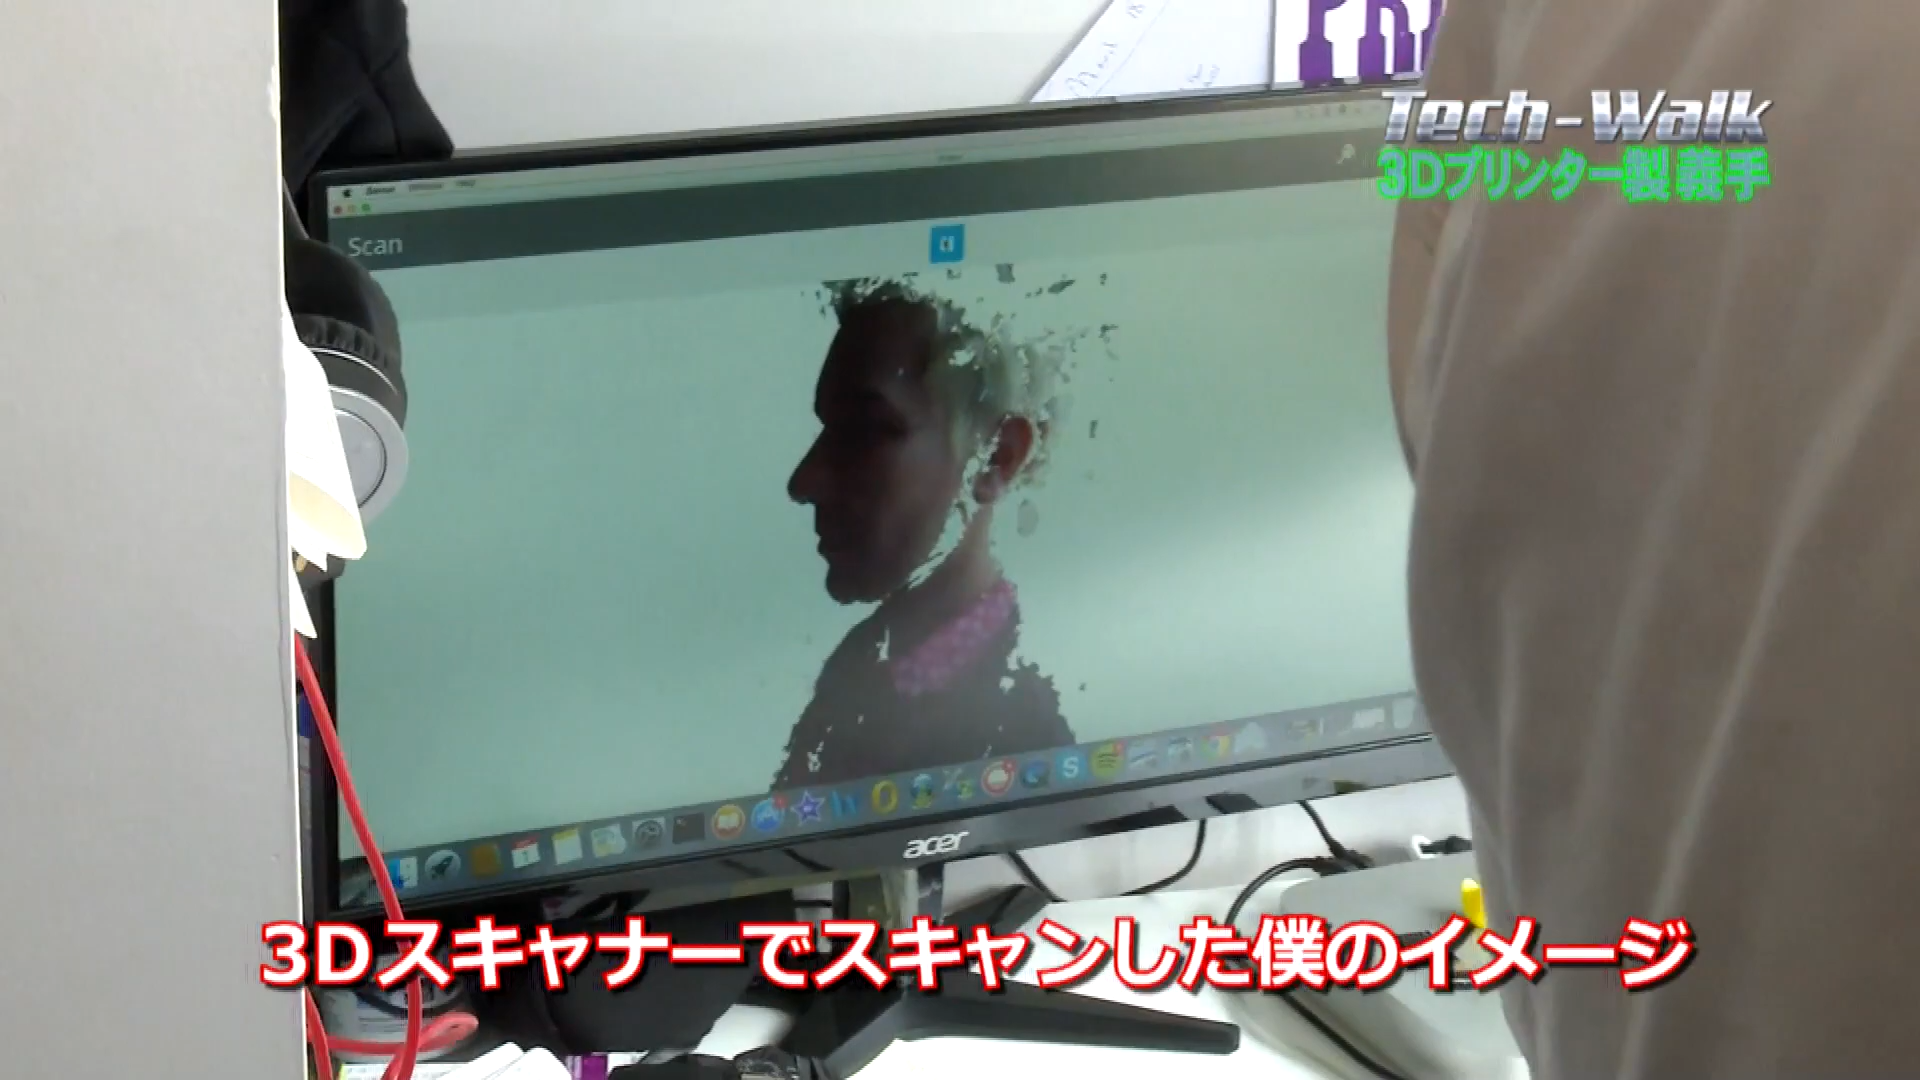 Tech-Walk
3Dプリンター製 義手
Scan
acer
3Dスキャナーでスキャンした僕のイメージ